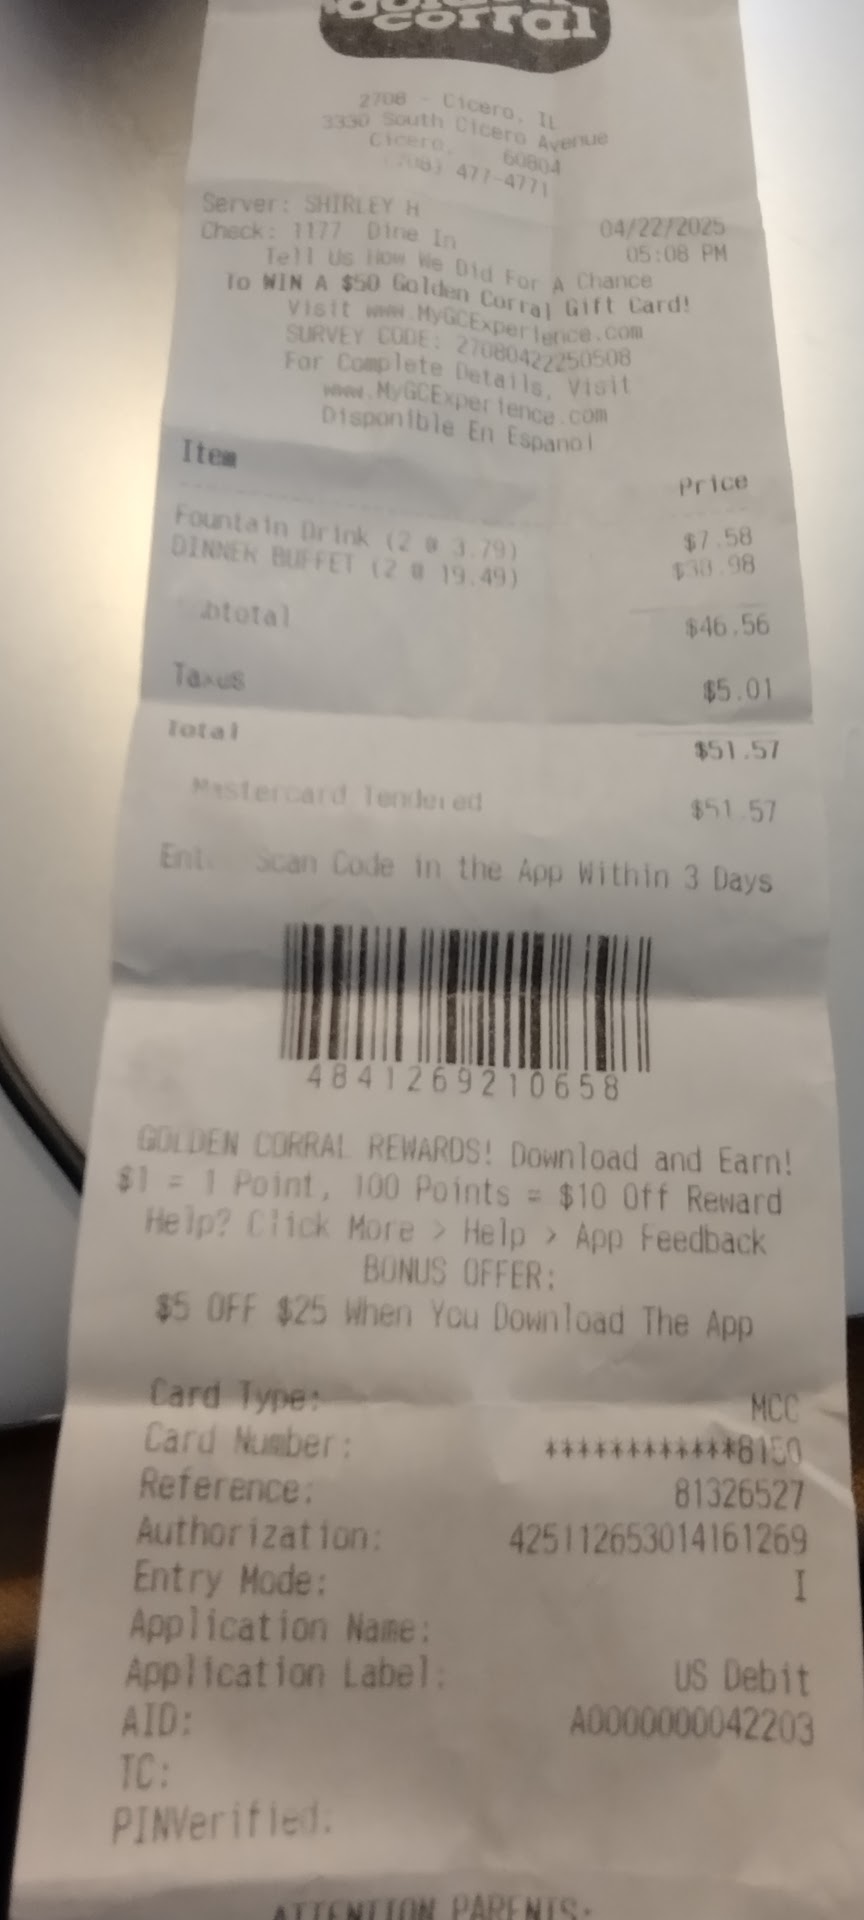 golden
corral
2708 - Cicero, IL
3330 South Cicero Avenue
Cicero, 60804
(708) 477-4771
Server: SHIRLEY H 04/22/2025
Check: 1177 Dine In 05:08 PM
Tell Us How We Did For A Chance
To WIN A $50 Golden Corral Gift Card!
Visit www.MyGCExperience.com
SURVEY CODE: 27080422250508
For Complete Details, Visit
www.MyGCExperience.com
Disponible En Espanol
Item Price
Fountain Drink (2 @ 3.79) $7.58
DINNER BUFFET (2 @ 19.49) $38.98
Subtotal $46.56
Taxes $5.01
Total $51.57
Mastercard Tendered $51.57
Scan Code in the App Within 3 Days
4841269210658
GOLDEN CORRAL REWARDS! Download and Earn!
$1 = 1 Point, 100 Points = $10 Off Reward
Help? Click More > Help > App Feedback
BONUS OFFER:
$5 OFF $25 When You Download The App
Card Type: MCC
Card Number: ************8150
Reference: 81326527
Authorization: 425112653014161269
Entry Mode: I
Application Name:
Application Label: US Debit
AID: A0000000042203
TC:
PINVerified:
ATTENTION PARENTS: